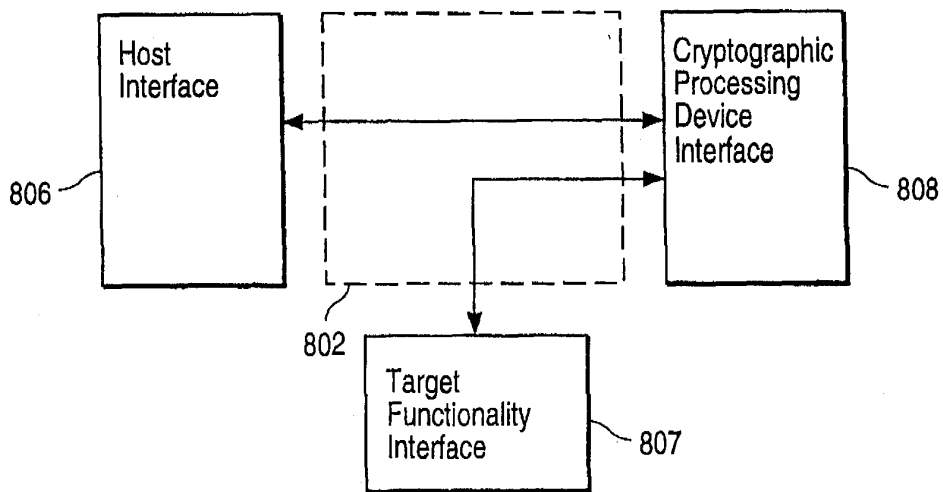 Host
Interface
Cryptographic
Processing
Device
Interface
806
808
802
Target
Functionality
Interface
807